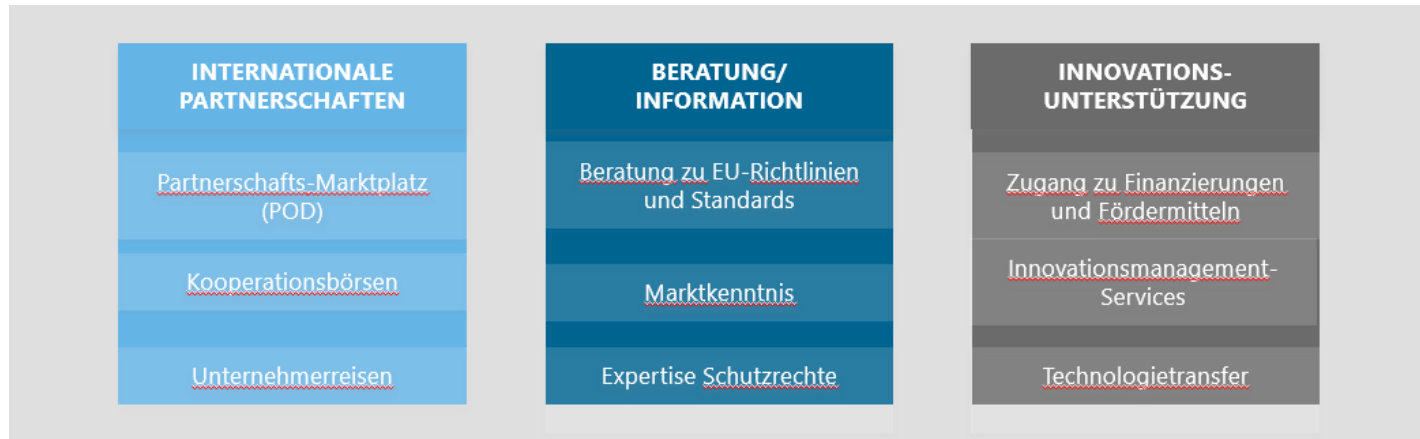 INTERNATIONALE
PARTNERSCHAFTEN
Partnerschafts-Marktplatz
(POD)
Kooperationsbörsen
Unternehmerreisen
BERATUNG/
INFORMATION
Beratung zu EU-Richtlinien
und Standards
Marktkenntnis
Expertise Schutzrechte
INNOVATIONS-
UNTERSTÜTZUNG
Zugang zu Finanzierungen
und Fördermitteln
Innovationsmanagement-
Services
Technologietransfer